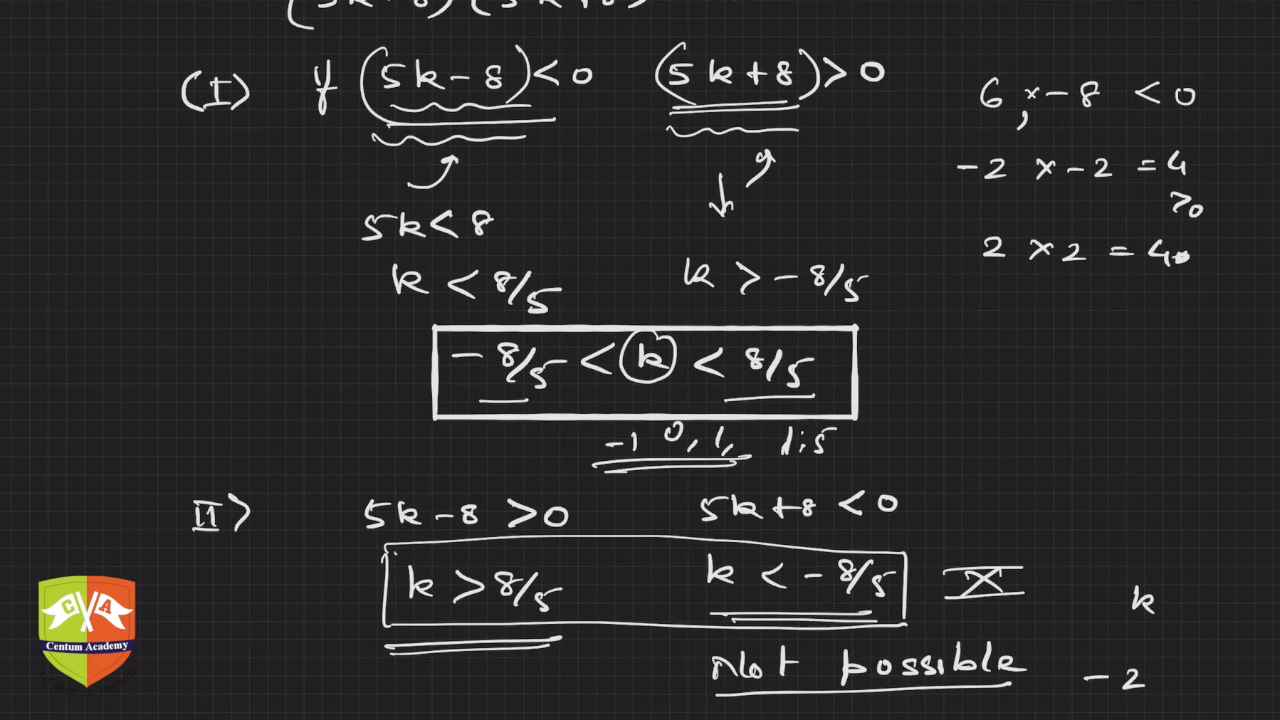 (I) if (5k-8) < 0 (5k+8) > 0
6 x -8 < 0
-2 x -2 = 4
>0
2 x 2 = 4
5k < 8
k < 8/5 k > -8/5
-8/5 < k < 8/5
-1 0, 1, 1.5
II) 5k-8 > 0 5k+8 < 0
k > 8/5 k < -8/5 X
Not possible
k
-2
C A
Centum Academy